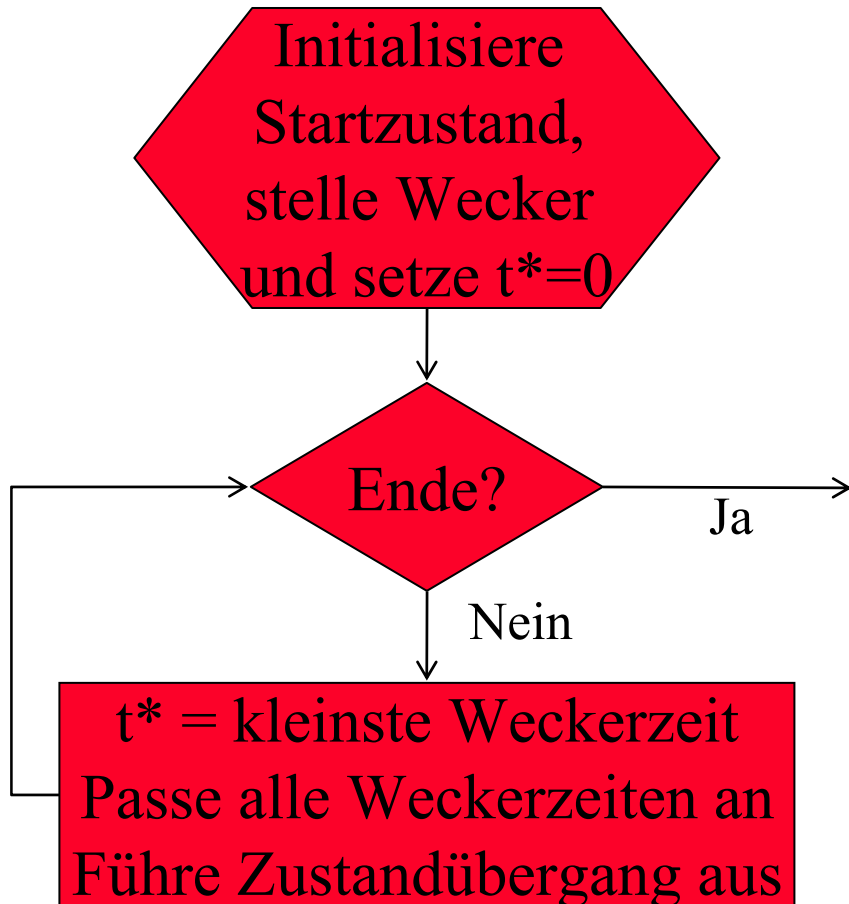 Initialisiere
Startzustand,
stelle Wecker
und setze t*=0
Ende?
Ja
Nein
t* = kleinste Weckerzeit
Passe alle Weckerzeiten an
Führe Zustandübergang aus